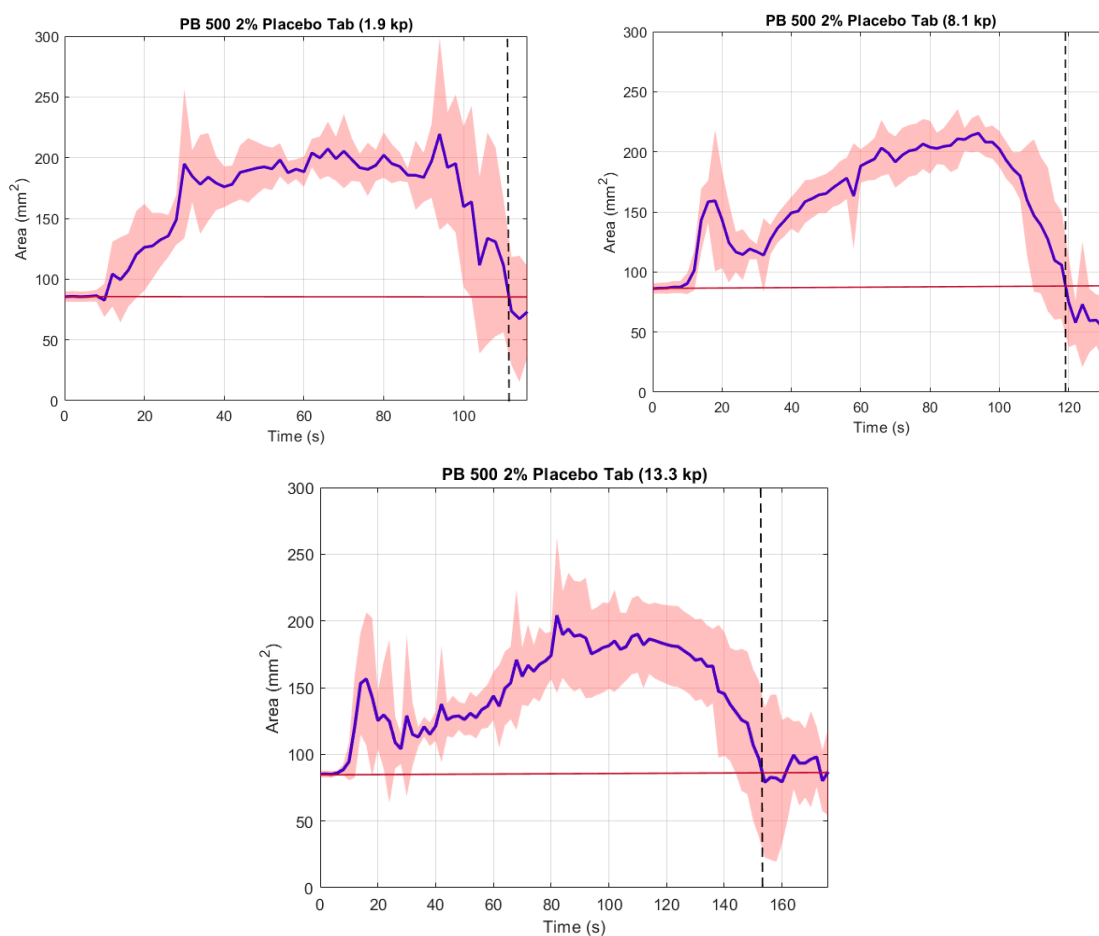 PB 500 2% Placebo Tab (1.9 kp)
300
250
200
150
100
50
0
Area (mm²)
0 20 40 60 80 100
Time (s)
PB 500 2% Placebo Tab (8.1 kp)
300
250
200
150
100
50
0
Area (mm²)
0 20 40 60 80 100 120
Time (s)
PB 500 2% Placebo Tab (13.3 kp)
300
250
200
150
100
50
0
Area (mm²)
0 20 40 60 80 100 120 140 160
Time (s)